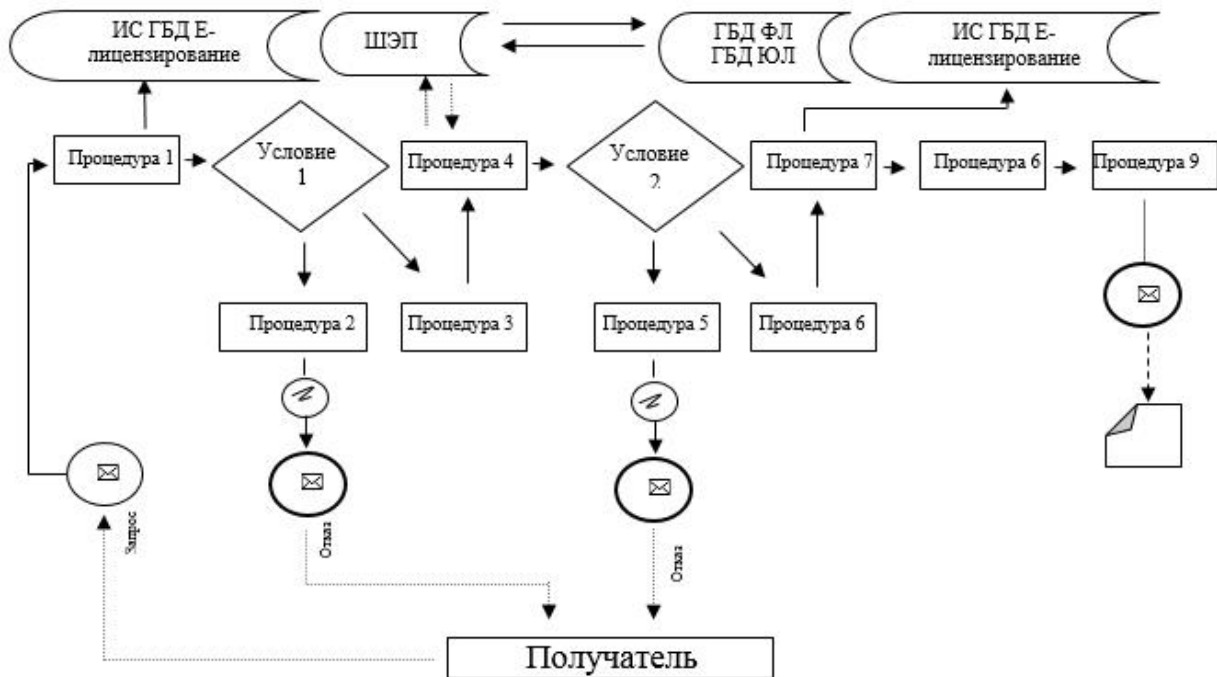 ИС ГБД Е-
лицензирование
ШЭП
ГБД ФЛ
ГБД ЮЛ
ИС ГБД Е-
лицензирование
Процедура 1
Условие
1
Процедура 4
Условие
2
Процедура 7
Процедура 6
Процедура 9
Процедура 2
Процедура 3
Процедура 5
Процедура 6
Запрос
Отказ
Отказ
Получатель